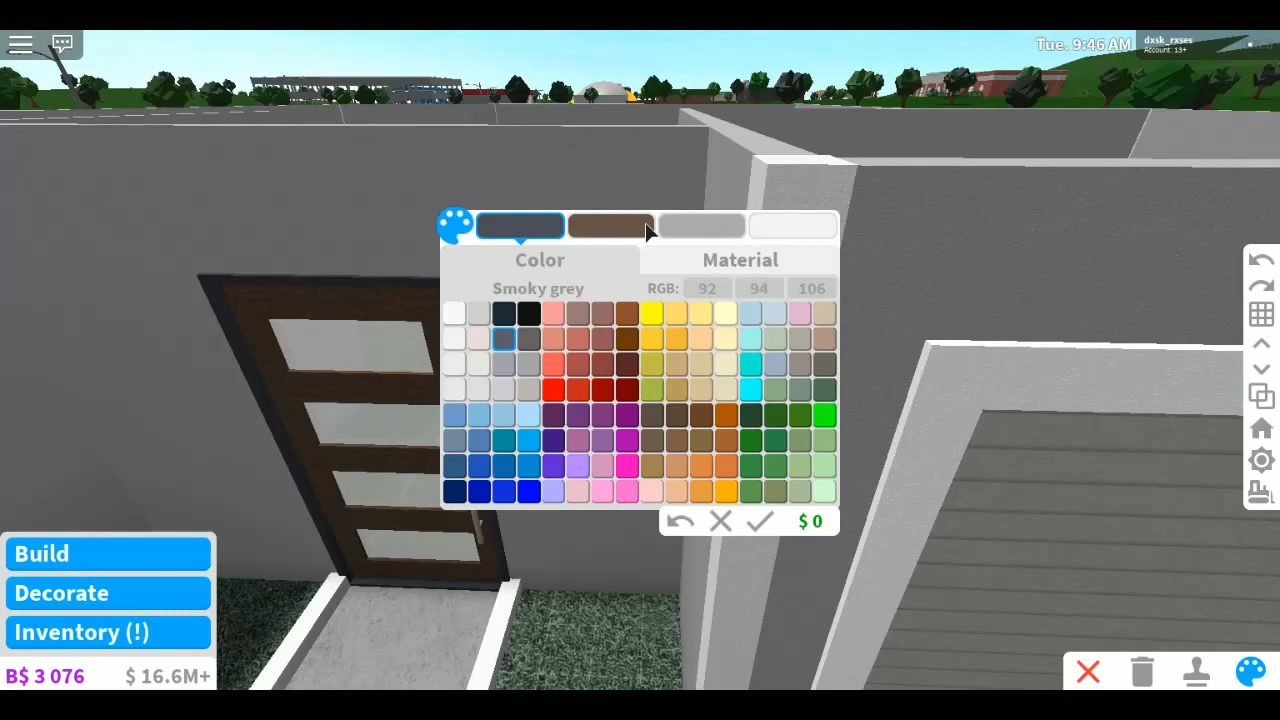 Tue. 9:46 AM
dxsk_rxses
Account: 13+
Color
Material
Smoky grey
RGB: 92 94 106
$ 0
Build
Decorate
Inventory (!)
B$ 3 076 $ 16.6M+